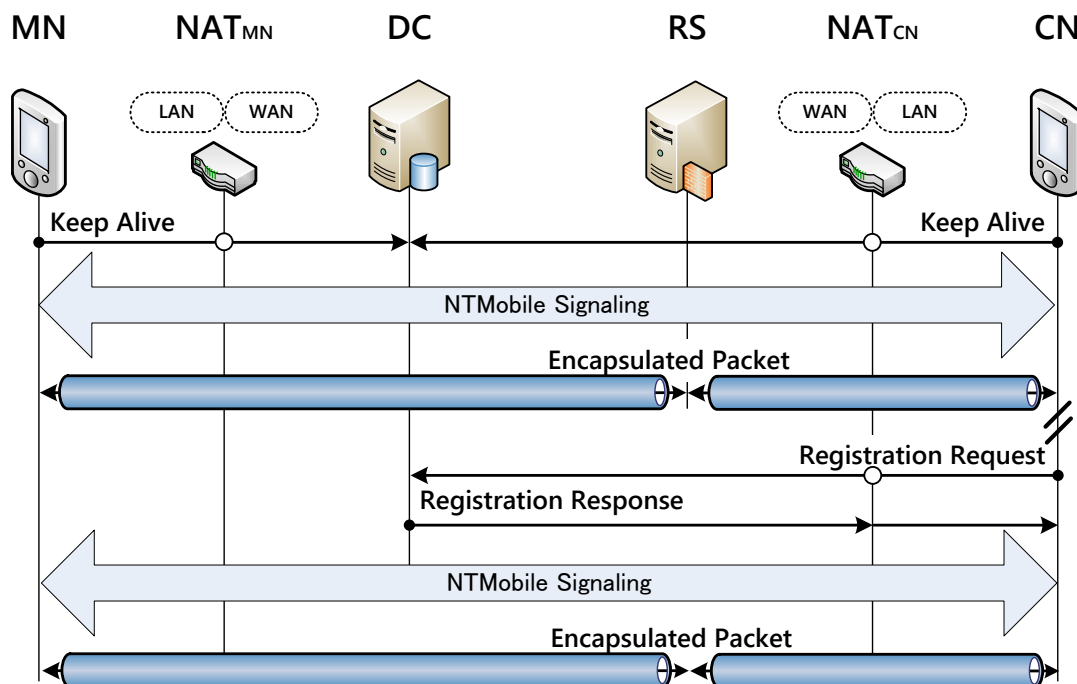 MN NATMN DC RS NATCN CN
LAN WAN WAN LAN
Keep Alive Keep Alive
NTMobile Signaling
Encapsulated Packet
Registration Request
Registration Response
NTMobile Signaling
Encapsulated Packet